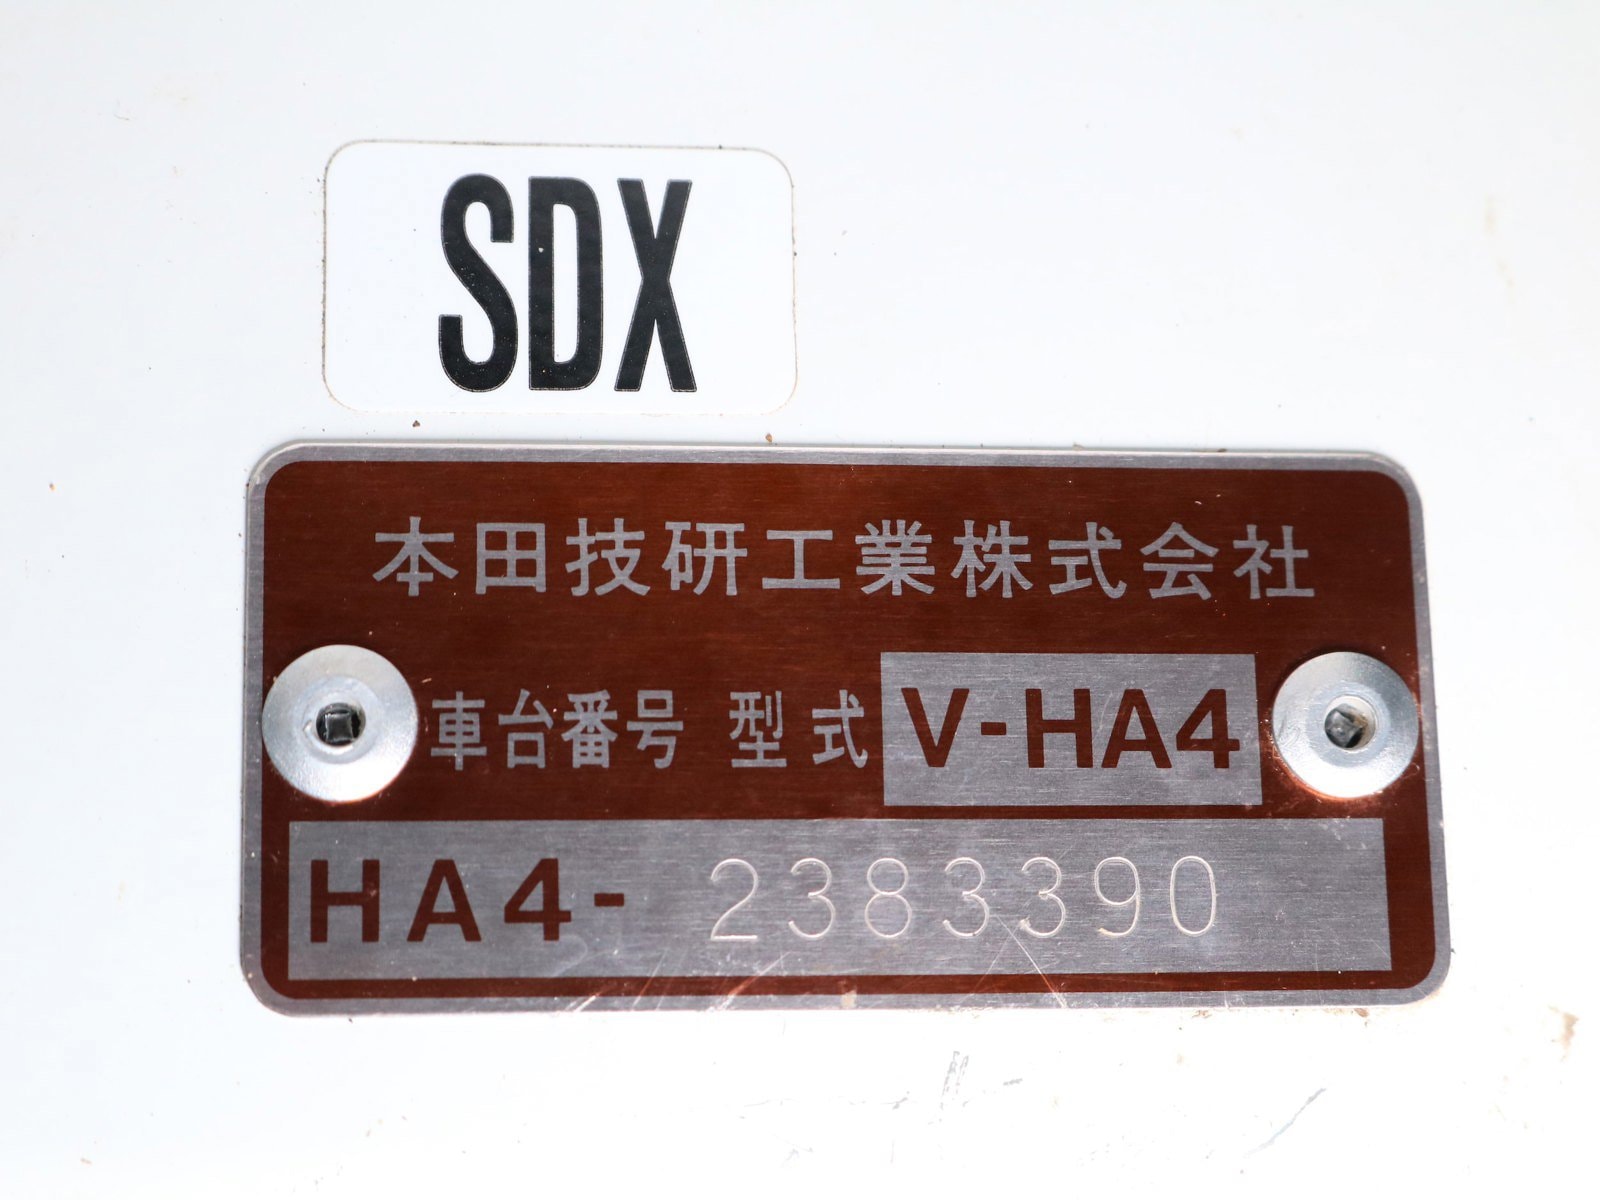 SDX
本田技研工業株式会社
車台番号 型式 V-HA4
HA4- 2383390